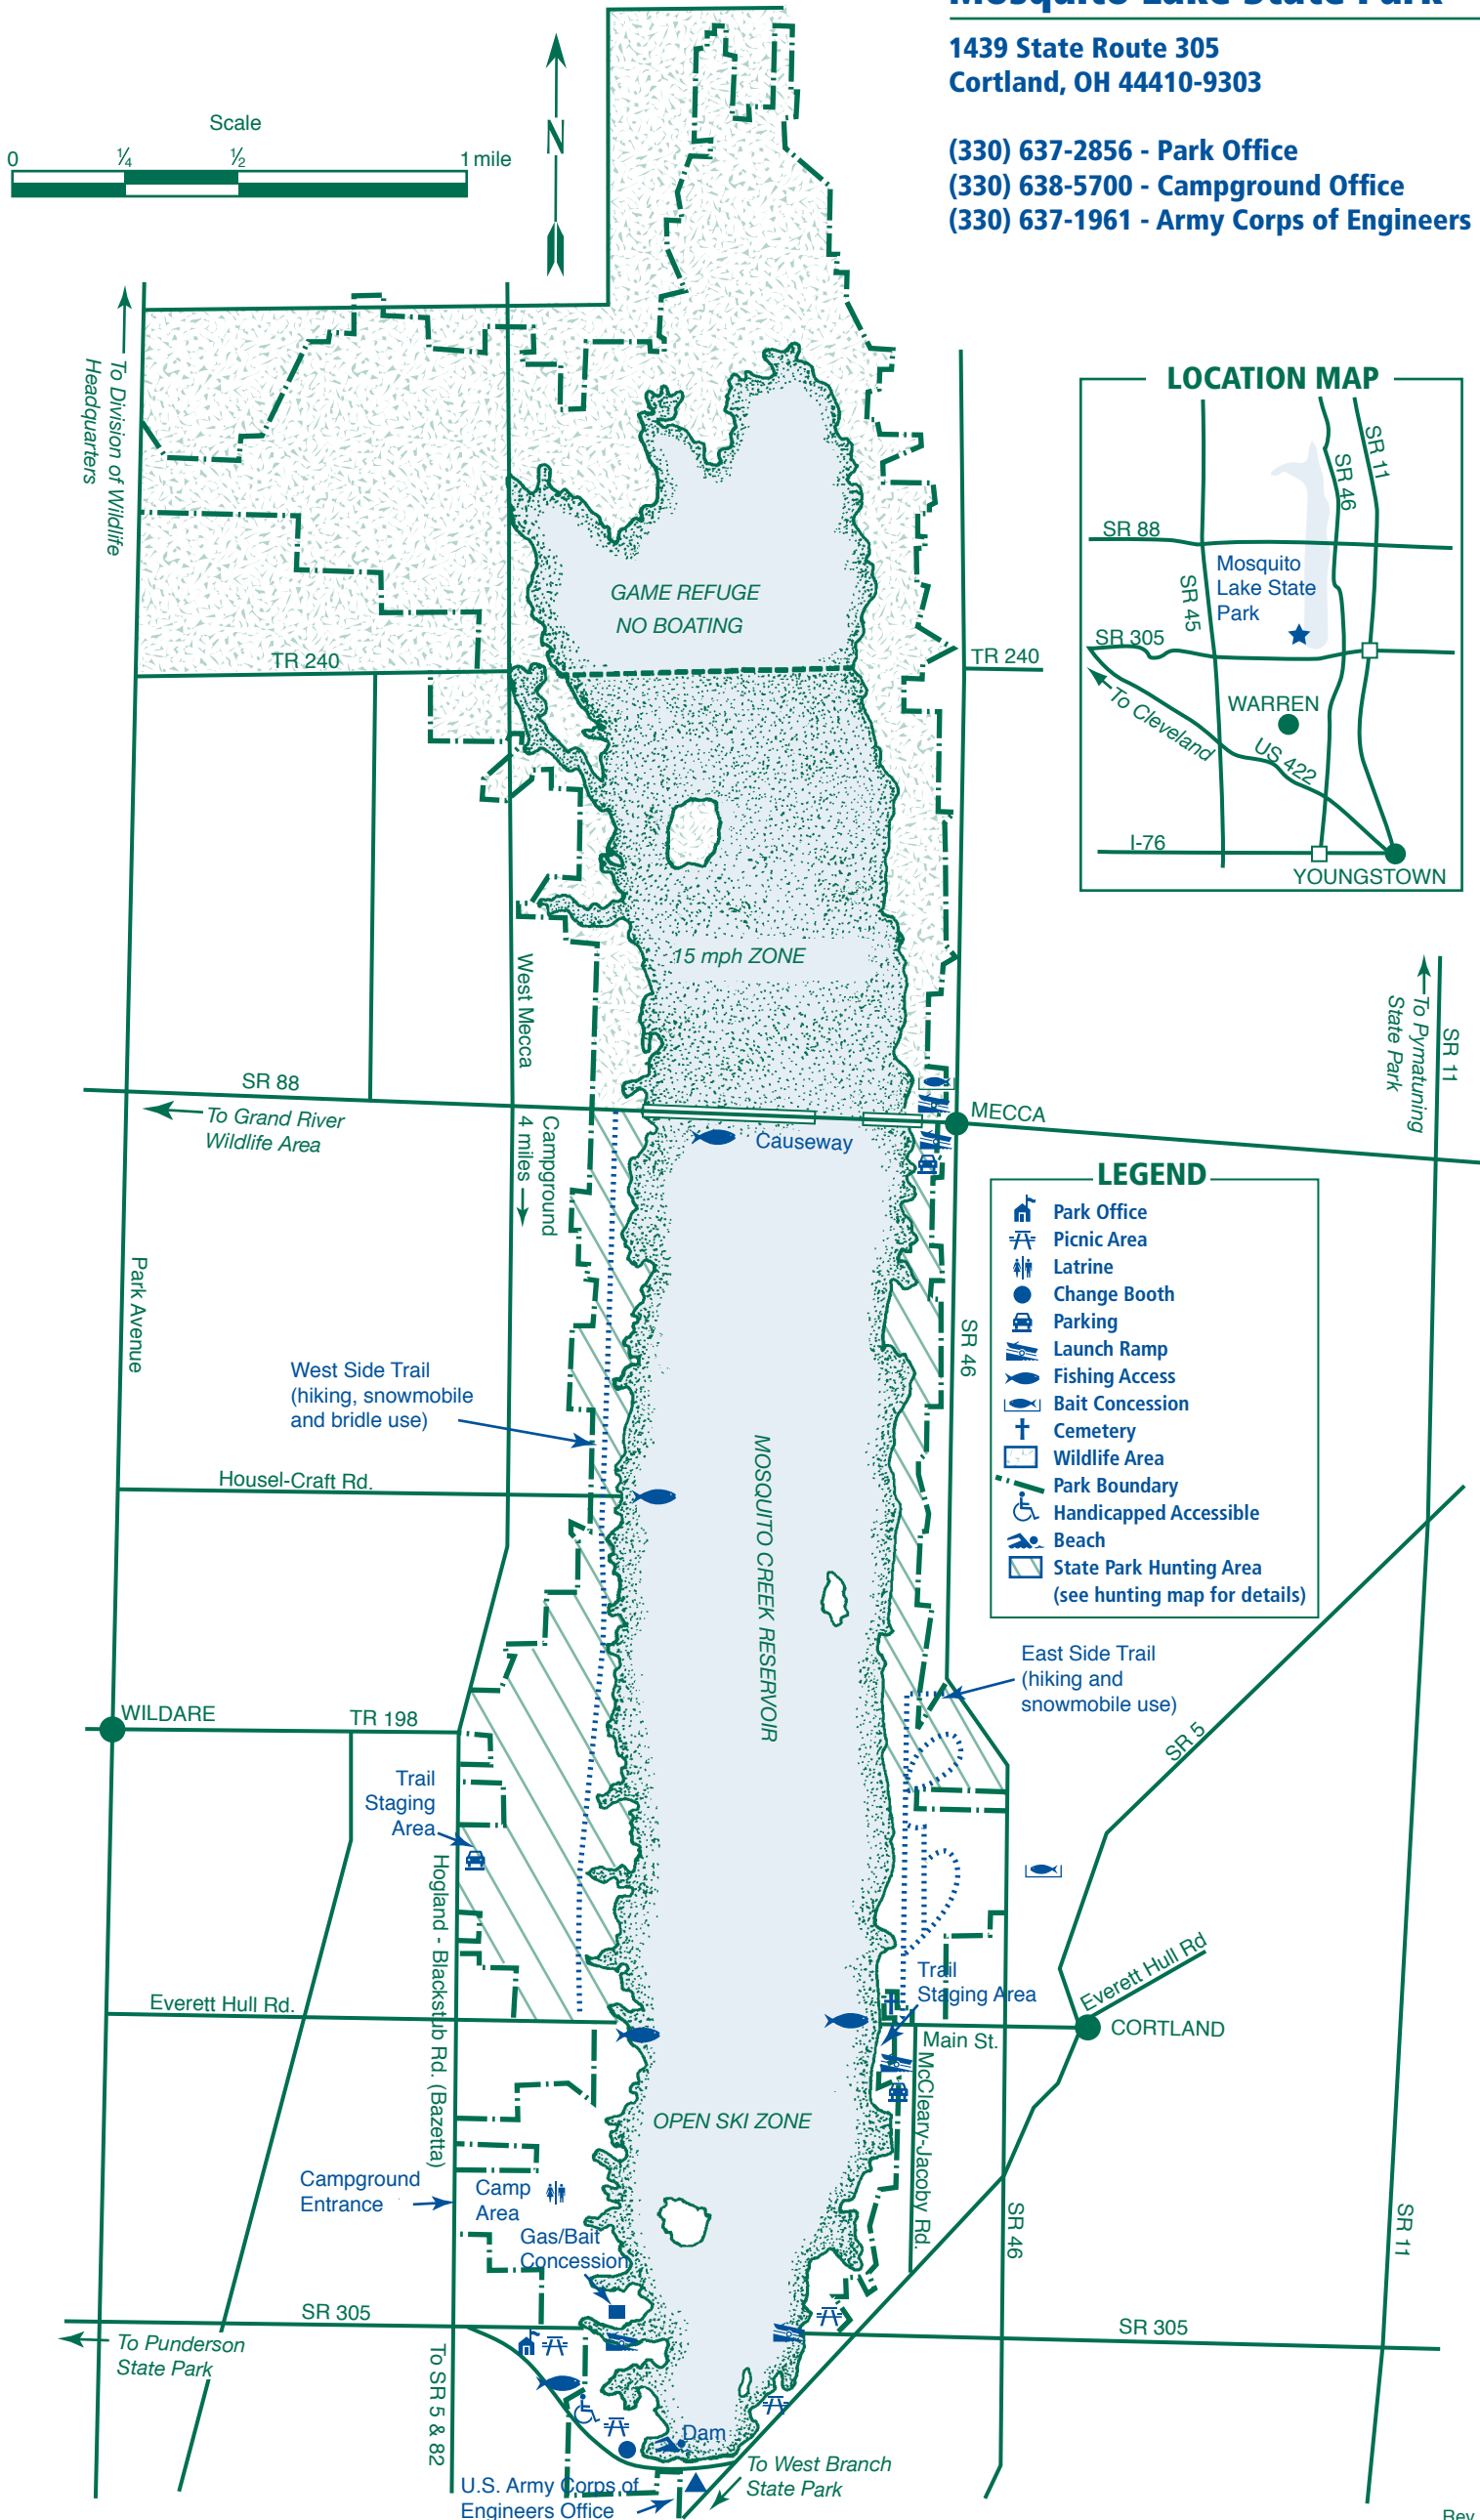 Mosquito Lake State Park
1439 State Route 305
Cortland, OH 44410-9303
(330) 637-2856 - Park Office
(330) 638-5700 - Campground Office
(330) 637-1961 - Army Corps of Engineers
Scale
0 ¼ ½ 1 mile
N
To Division of Wildlife
Headquarters
LOCATION MAP
SR 11
SR 46
SR 88
Mosquito
Lake State
Park
SR 45
SR 305
To Cleveland
WARREN
US 422
I-76
YOUNGSTOWN
GAME REFUGE
NO BOATING
TR 240
TR 240
15 mph ZONE
West Mecca
To Pymatuning
State Park
SR 11
SR 88
To Grand River
Wildlife Area
Campground
4 miles
Causeway
MECCA
LEGEND
Park Office
Picnic Area
Latrine
Change Booth
Parking
Launch Ramp
Fishing Access
Bait Concession
Cemetery
Wildlife Area
Park Boundary
Handicapped Accessible
Beach
State Park Hunting Area
(see hunting map for details)
Park Avenue
SR 46
West Side Trail
(hiking, snowmobile
and bridle use)
Housel-Craft Rd.
MOSQUITO CREEK RESERVOIR
East Side Trail
(hiking and
snowmobile use)
WILDARE
TR 198
SR 5
Trail
Staging
Area
Hogland - Blackstub Rd. (Bazetta)
Everett Hull Rd.
Trail
Staging Area
Everett Hull Rd
Main St.
CORTLAND
McCleary-Jacoby Rd.
OPEN SKI ZONE
Campground
Entrance
Camp
Area
Gas/Bait
Concession
SR 46
SR 11
SR 305
SR 305
To Punderson
State Park
To SR 5 & 82
Dam
To West Branch
State Park
U.S. Army Corps of
Engineers Office
Rev